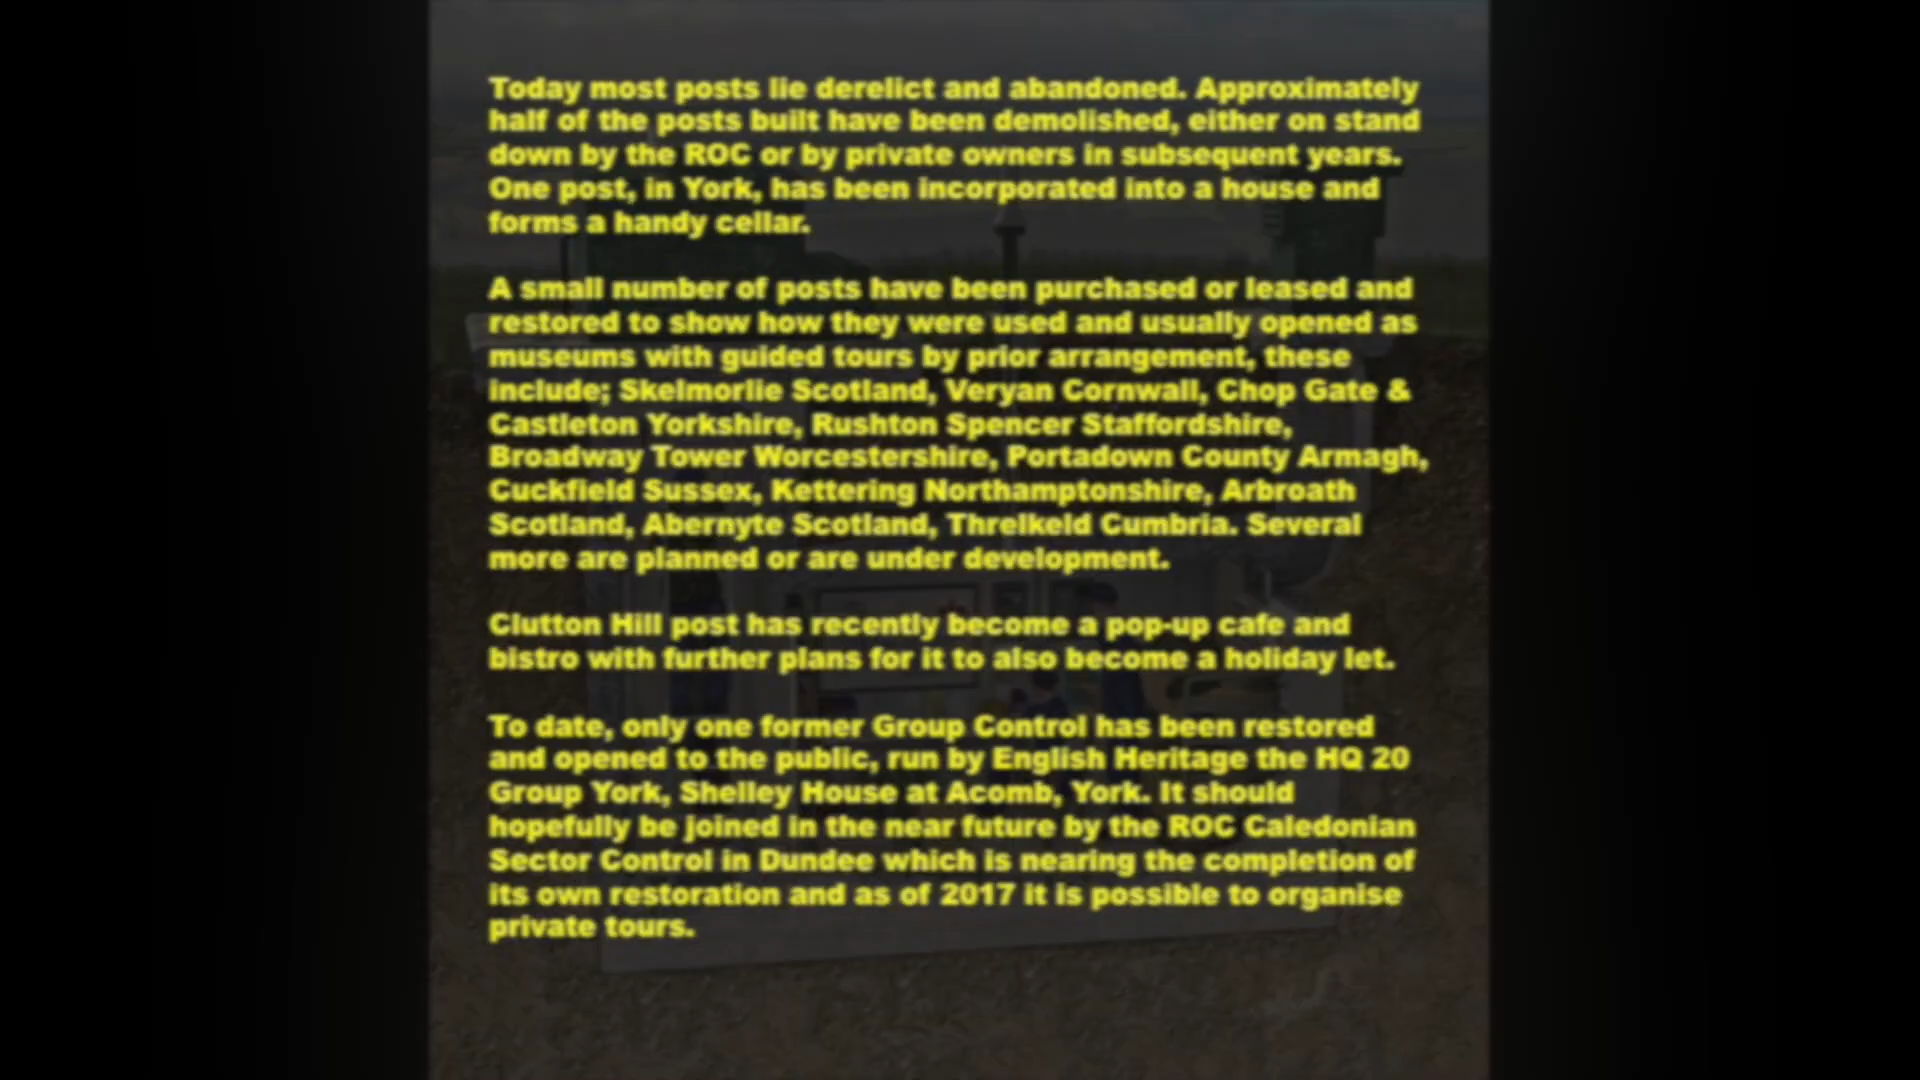 Today most posts lie derelict and abandoned. Approximately
half of the posts built have been demolished, either on stand
down by the ROC or by private owners in subsequent years.
One post, in York, has been incorporated into a house and
forms a handy cellar.
A small number of posts have been purchased or leased and
restored to show how they were used and usually opened as
museums with guided tours by prior arrangement, these
include; Skelmorlie Scotland, Veryan Cornwall, Chop Gate &
Castleton Yorkshire, Rushton Spencer Staffordshire,
Broadway Tower Worcestershire, Portadown County Armagh,
Cuckfield Sussex, Kettering Northamptonshire, Arbroath
Scotland, Abernyte Scotland, Threlkeld Cumbria. Several
more are planned or are under development.
Clutton Hill post has recently become a pop-up cafe and
bistro with further plans for it to also become a holiday let.
To date, only one former Group Control has been restored
and opened to the public, run by English Heritage the HQ 20
Group York, Shelley House at Acomb, York. It should
hopefully be joined in the near future by the ROC Caledonian
Sector Control in Dundee which is nearing the completion of
its own restoration and as of 2017 it is possible to organise
private tours.